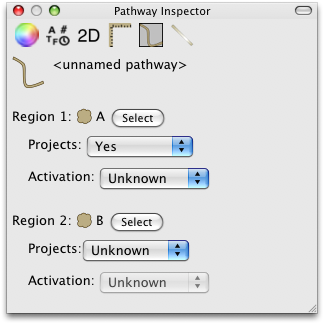 Pathway Inspector
A #
T F
2D
<unnamed pathway>
Region 1: A Select
Projects: Yes
Activation: Unknown
Region 2: B Select
Projects: Unknown
Activation: Unknown